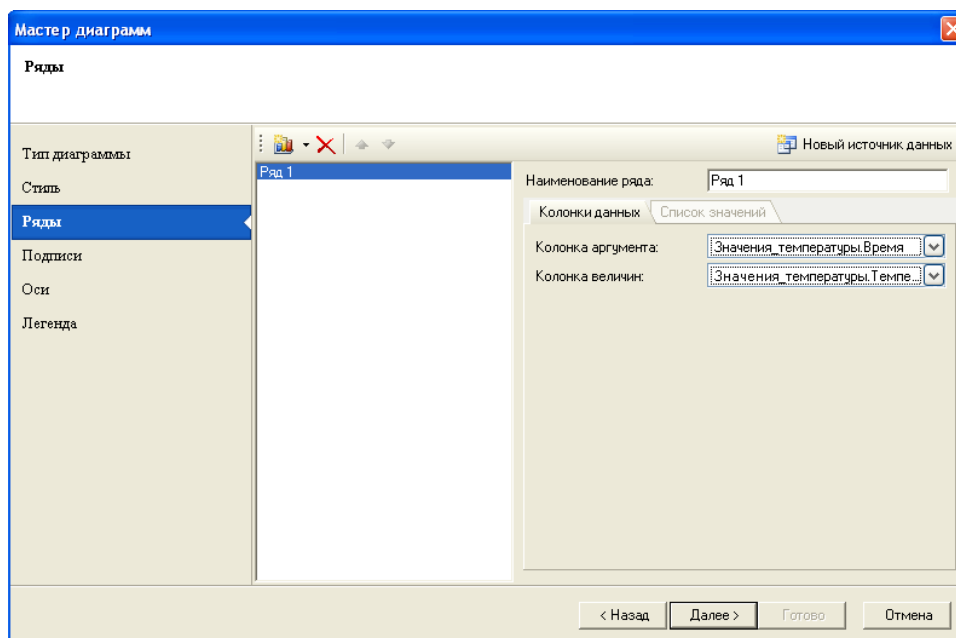 Мастер диаграмм
Ряды
Тип диаграммы
Стиль
Ряды
Подписи
Оси
Легенда
Новый источник данных
Ряд 1
Наименование ряда: Ряд 1
Колонки данных Список значений
Колонка аргумента: Значения_температуры.Время
Колонка величин: Значения_температуры.Темпе...
< Назад Далее > Готово Отмена